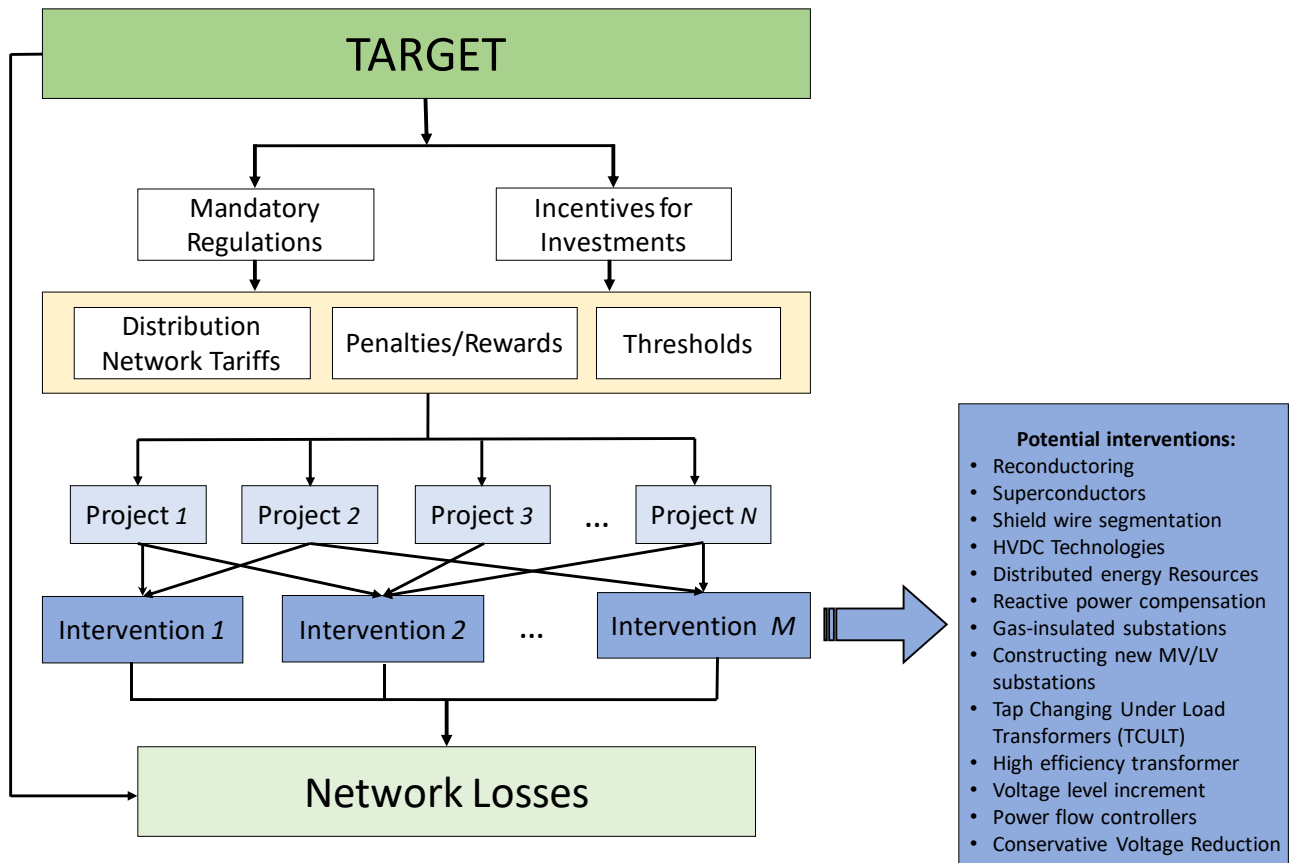 TARGET
Mandatory
Regulations
Incentives for
Investments
Distribution
Network Tariffs
Penalties/Rewards
Thresholds
Project 1
Project 2
Project 3
...
Project N
Intervention 1
Intervention 2
...
Intervention M
Network Losses
Potential interventions:
• Reconductoring
• Superconductors
• Shield wire segmentation
• HVDC Technologies
• Distributed energy Resources
• Reactive power compensation
• Gas-insulated substations
• Constructing new MV/LV
substations
• Tap Changing Under Load
Transformers (TCULT)
• High efficiency transformer
• Voltage level increment
• Power flow controllers
• Conservative Voltage Reduction